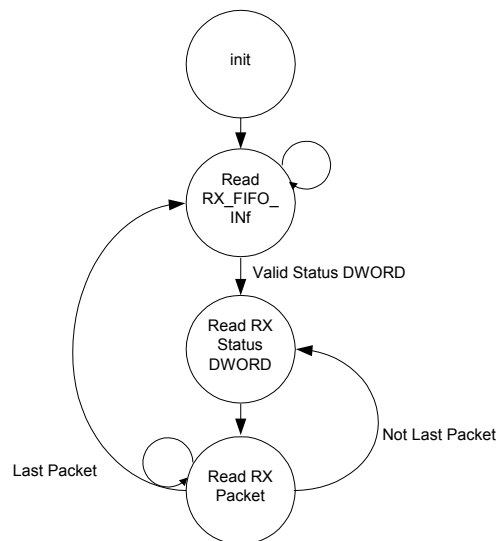 init
Read
RX_FIFO_
INf
Valid Status DWORD
Read RX
Status
DWORD
Not Last Packet
Last Packet
Read RX
Packet